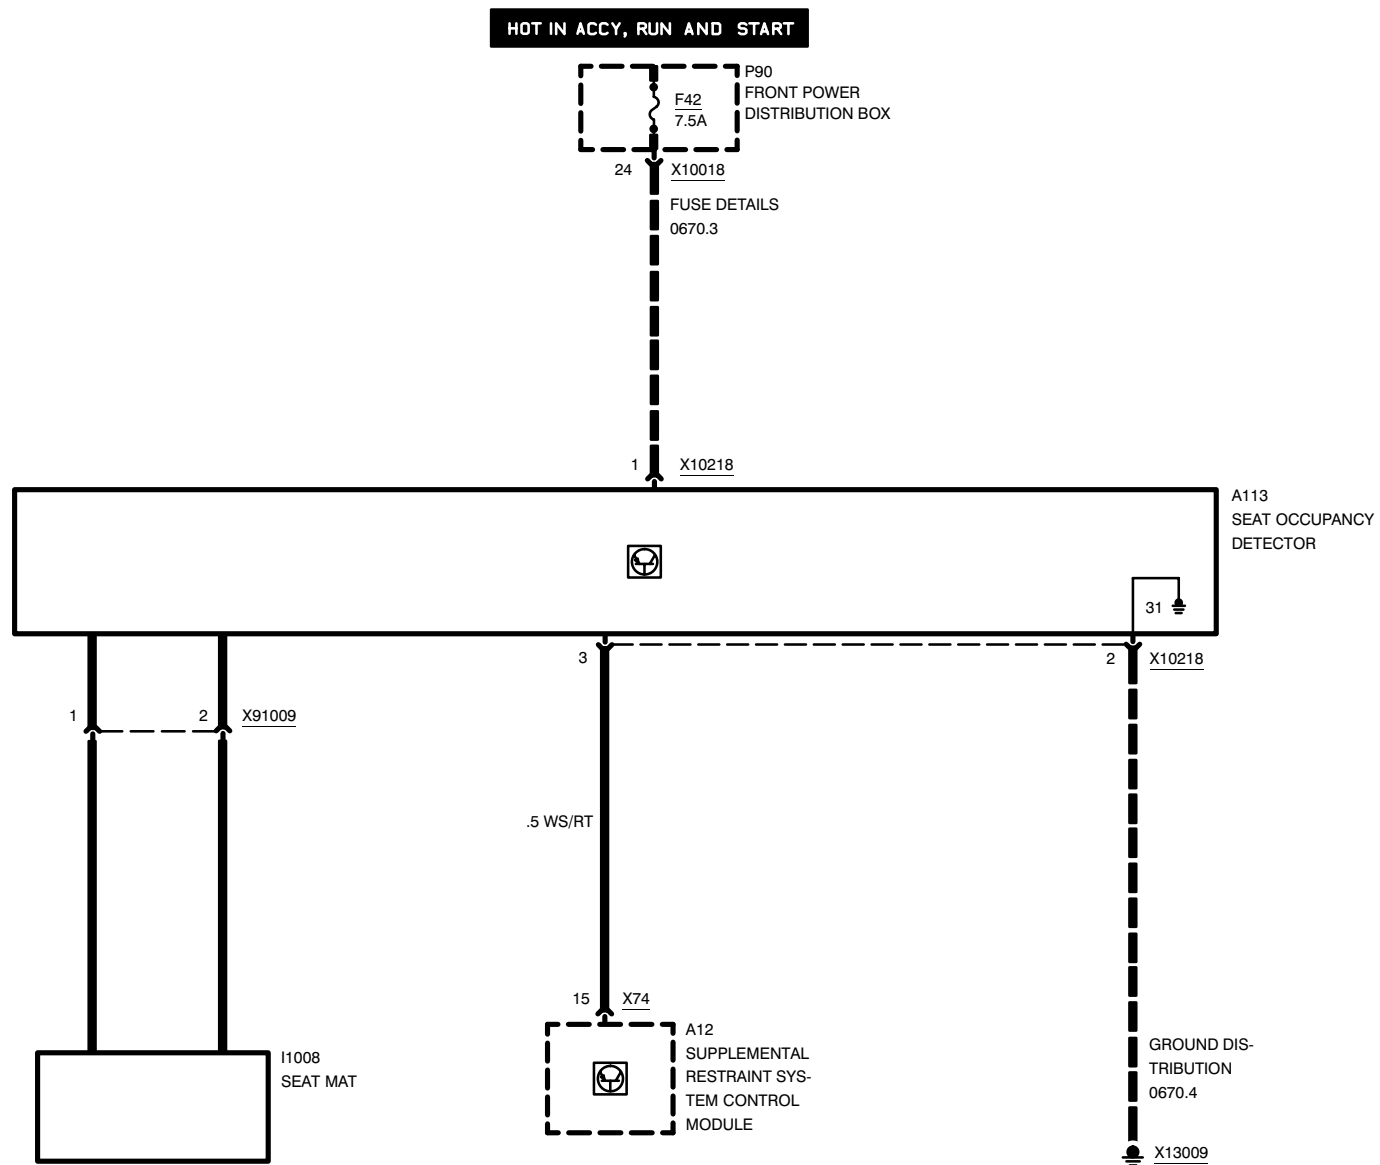 HOT IN ACCY, RUN AND START
P90
FRONT POWER
DISTRIBUTION BOX
F42
7.5A
24
X10018
FUSE DETAILS
0670.3
1
X10218
A113
SEAT OCCUPANCY
DETECTOR
31
3
2
X10218
1
2
X91009
.5 WS/RT
15
X74
A12
SUPPLEMENTAL
RESTRAINT SYS-
TEM CONTROL
MODULE
I1008
SEAT MAT
GROUND DIS-
TRIBUTION
0670.4
X13009